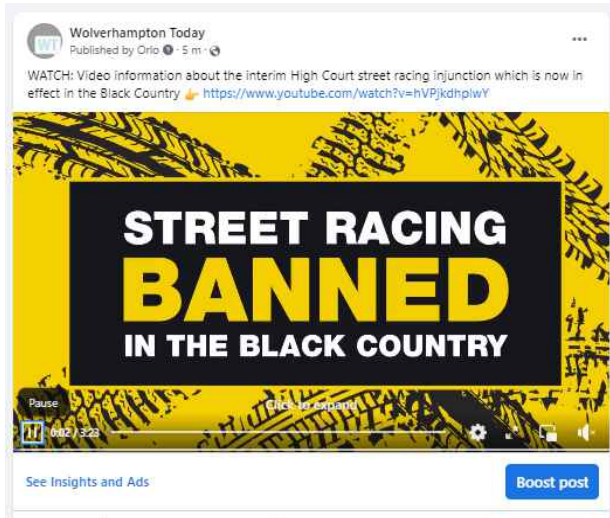 WT
Wolverhampton Today
Published by Orlo · 5 m ·
WATCH: Video information about the interim High Court street racing injunction which is now in
effect in the Black Country 👉 https://www.youtube.com/watch?v=hVPjkdhplwY
STREET RACING
BANNED
IN THE BLACK COUNTRY
Pause
Click to expand
0:02 / 3:23
See Insights and Ads
Boost post